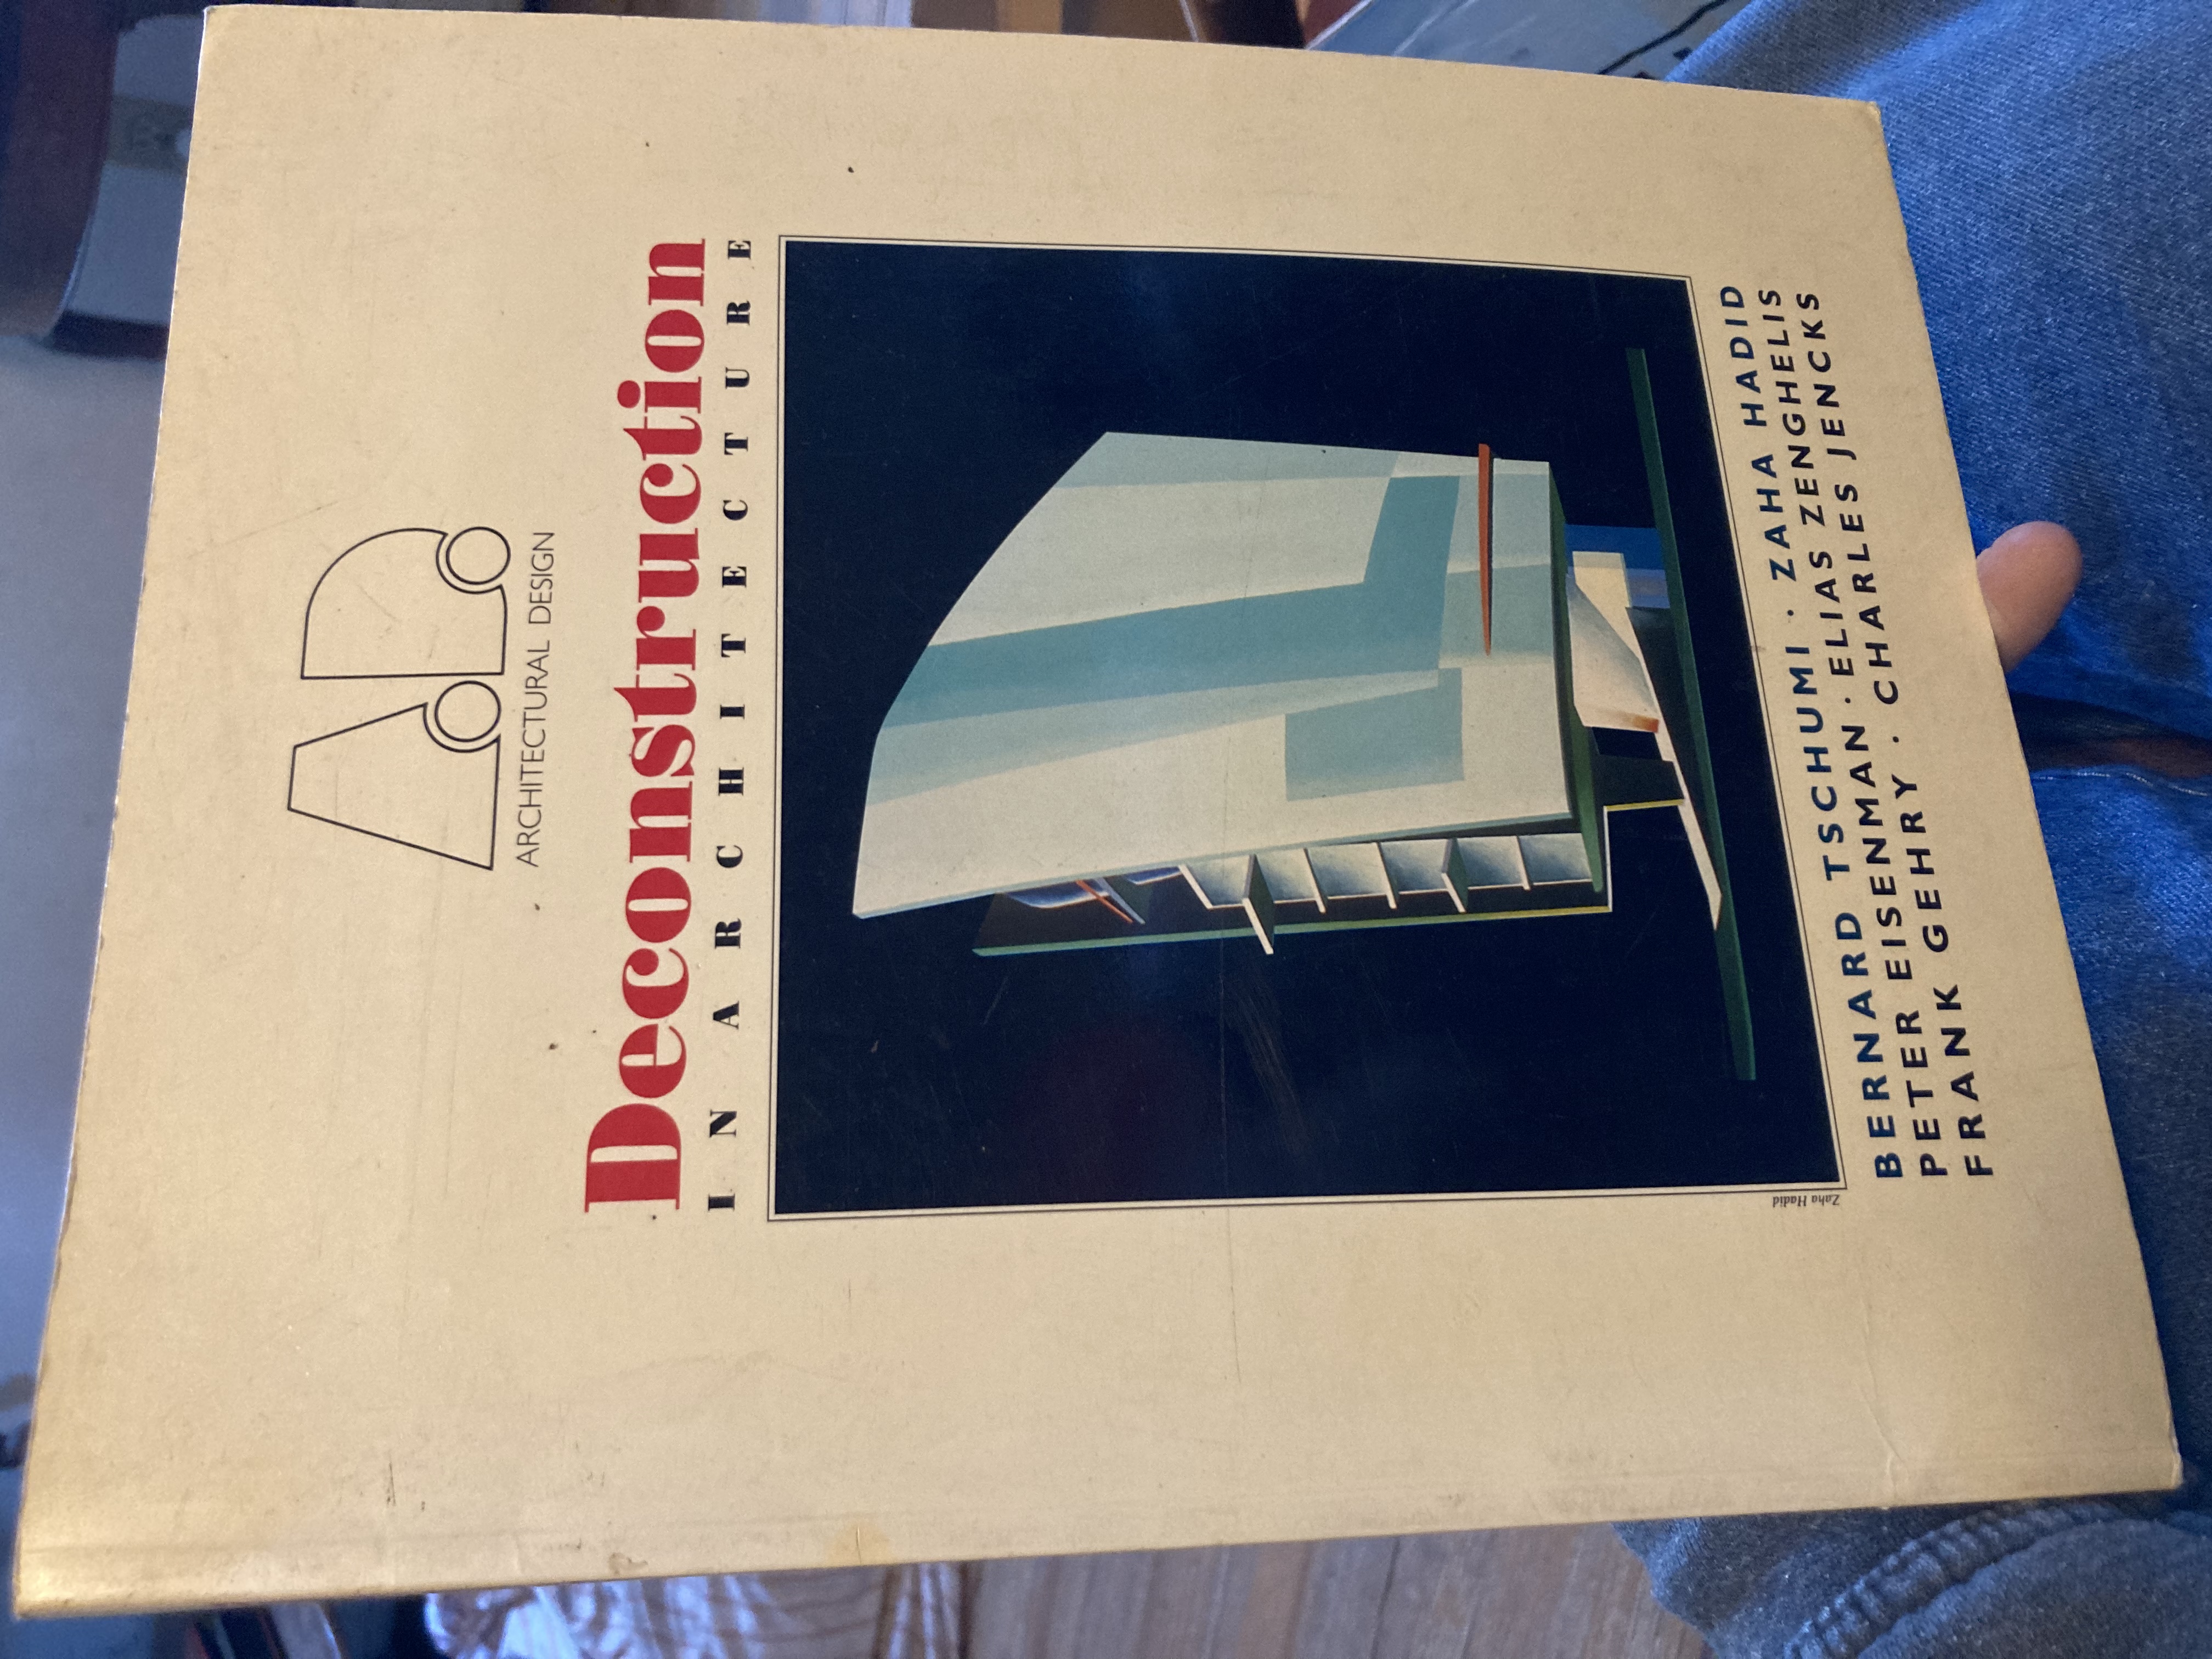 AD
ARCHITECTURAL DESIGN
Deconstruction
IN ARCHITECTURE
Zaha Hadid
BERNARD TSCHUMI · ZAHA HADID
PETER EISENMAN · ELIAS ZENGHELIS
FRANK GEHRY · CHARLES JENCKS